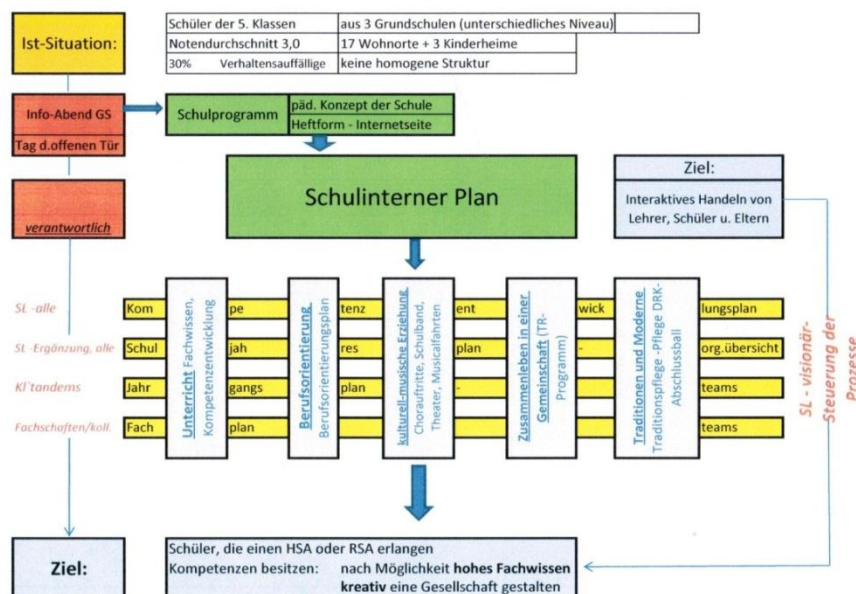 Ist-Situation:
Schüler der 5. Klassen
aus 3 Grundschulen (unterschiedliches Niveau)
Notendurchschnitt 3,0
17 Wohnorte + 3 Kinderheime
30% Verhaltensauffällige
keine homogene Struktur
Info-Abend GS
Tag d.offenen Tür
Schulprogramm
päd. Konzept der Schule
Heftform - Internetseite
Schulinterner Plan
Ziel:
Interaktives Handeln von
Lehrer, Schüler u. Eltern
verantwortlich
SL -alle
Kom pe tenz ent wick lungsplan
SL -Ergänzung, alle
Schul jah res plan - org.übersicht
Kl`tandems
Jahr gangs plan - teams
Fachschaften/koll.
Fach plan teams
Unterricht Fachwissen,
Kompetenzentwicklung
Berufsorientierung
Berufsorientierungsplan
kulturell-musische Erziehung
Chorauftritte, Schulband,
Theater, Musicalfahrten
Zusammenleben in einer
Gemeinschaft (TR-
Programm)
Traditionen und Moderne
Traditionspflege -Pflege DRK-
Abschlussball
SL - visionär-
Steuerung der
Prozesse
Ziel:
Schüler, die einen HSA oder RSA erlangen
Kompetenzen besitzen: nach Möglichkeit hohes Fachwissen
kreativ eine Gesellschaft gestalten